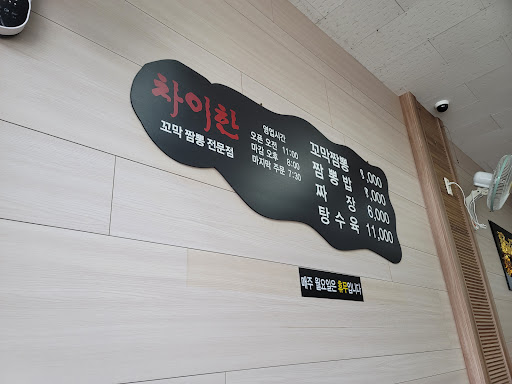 차이한
꼬막 짬뽕 전문점
영업시간
오픈 오전 11:00
마감 오후 8:00
마지막 주문 7:30
꼬막짬뽕 ,000
짬뽕밥 ,000
짜장 6,000
탕수육 11,000
매주 월요일은 휴무입니다